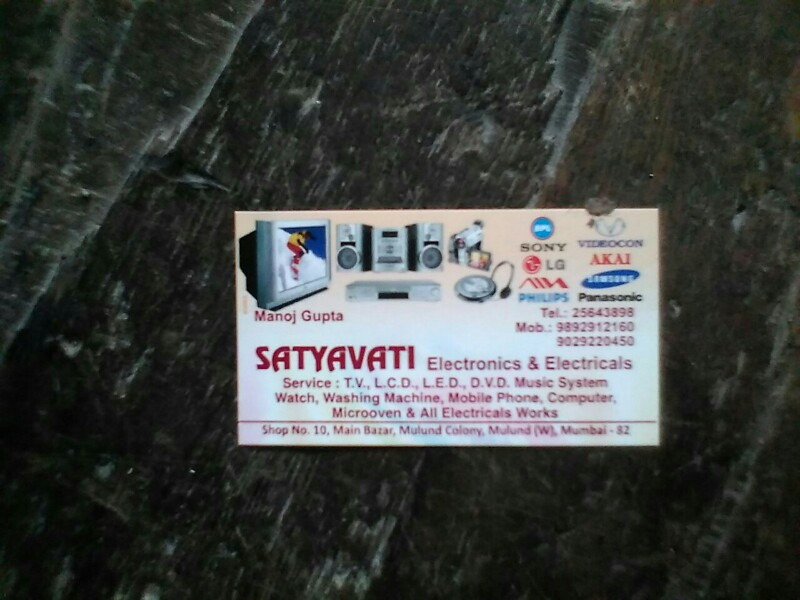 BPL
VIDEOCON
SONY
AKAI
LG
SAMSUNG
AIWA
PHILIPS Panasonic
Manoj Gupta
Tel.: 25643898
Mob.: 9892912160
9029220450
SATYAVATI Electronics & Electricals
Service : T.V., L.C.D., L.E.D., D.V.D. Music System
Watch, Washing Machine, Mobile Phone, Computer,
Microoven & All Electricals Works
Shop No. 10, Main Bazar, Mulund Colony, Mulund (W), Mumbai - 82